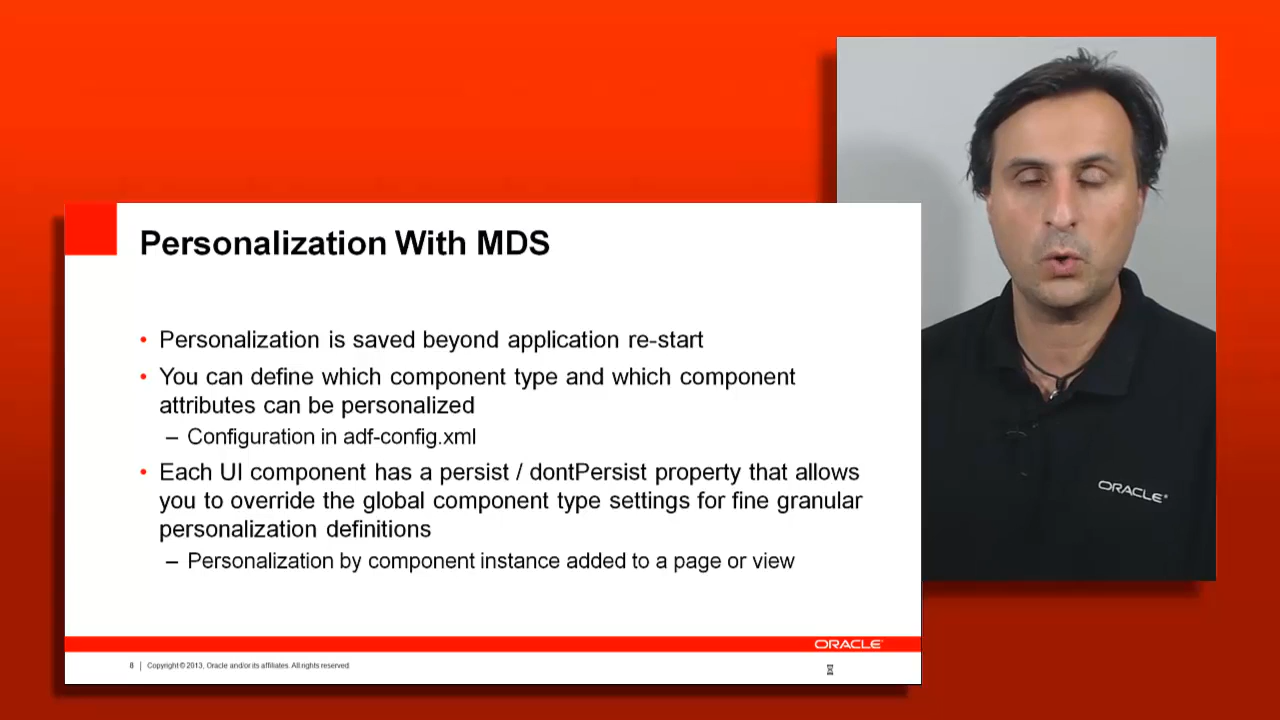 Personalization With MDS
• Personalization is saved beyond application re-start
• You can define which component type and which component
attributes can be personalized
– Configuration in adf-config.xml
• Each UI component has a persist / dontPersist property that allows
you to override the global component type settings for fine granular
personalization definitions
– Personalization by component instance added to a page or view
ORACLE
8 | Copyright © 2013, Oracle and/or its affiliates. All rights reserved.
ORACLE